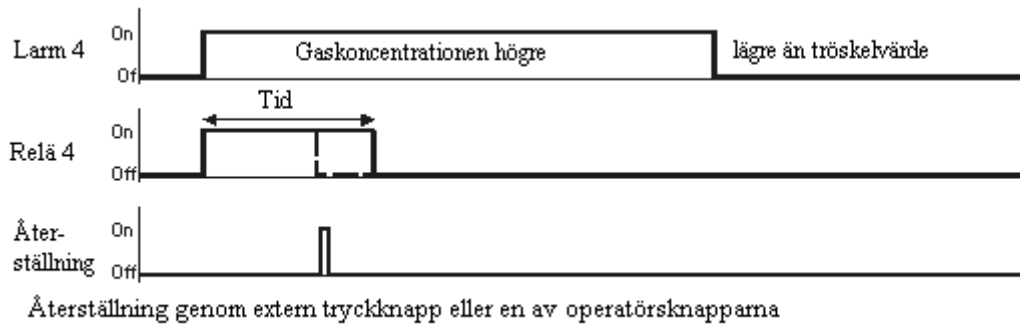 On
Larm 4
Gaskoncentrationen högre
lägre än tröskelvärde
Of
Tid
On
Relä 4
Off
Åter-
ställning
On
Off
Återställning genom extern tryckknapp eller en av operatörsknapparna